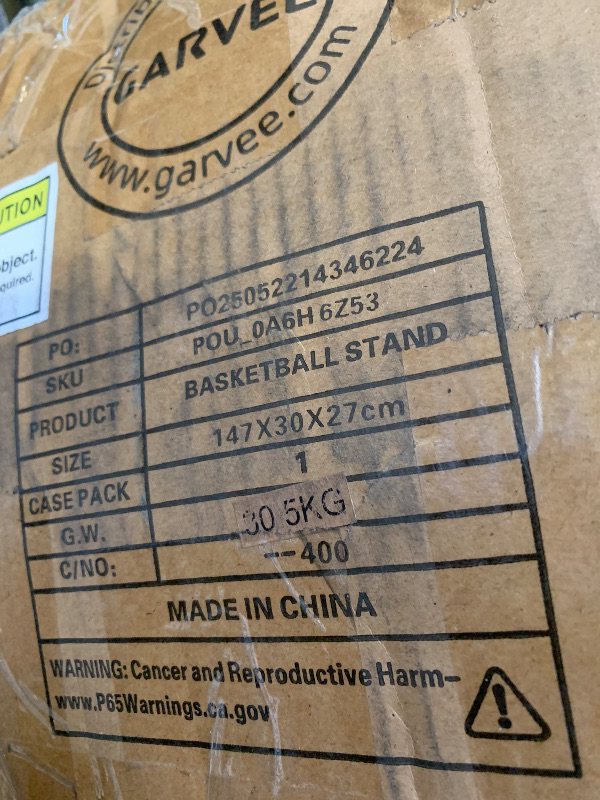 GARVEE
www.garvee.com
UTION
object.
quired.
PO: PO25052214346224
SKU POU_0A6H 6Z53
PRODUCT BASKETBALL STAND
SIZE 147X30X27cm
CASE PACK 1
G.W. 30.5KG
C/NO: --400
MADE IN CHINA
WARNING: Cancer and Reproductive Harm-
www.P65Warnings.ca.gov